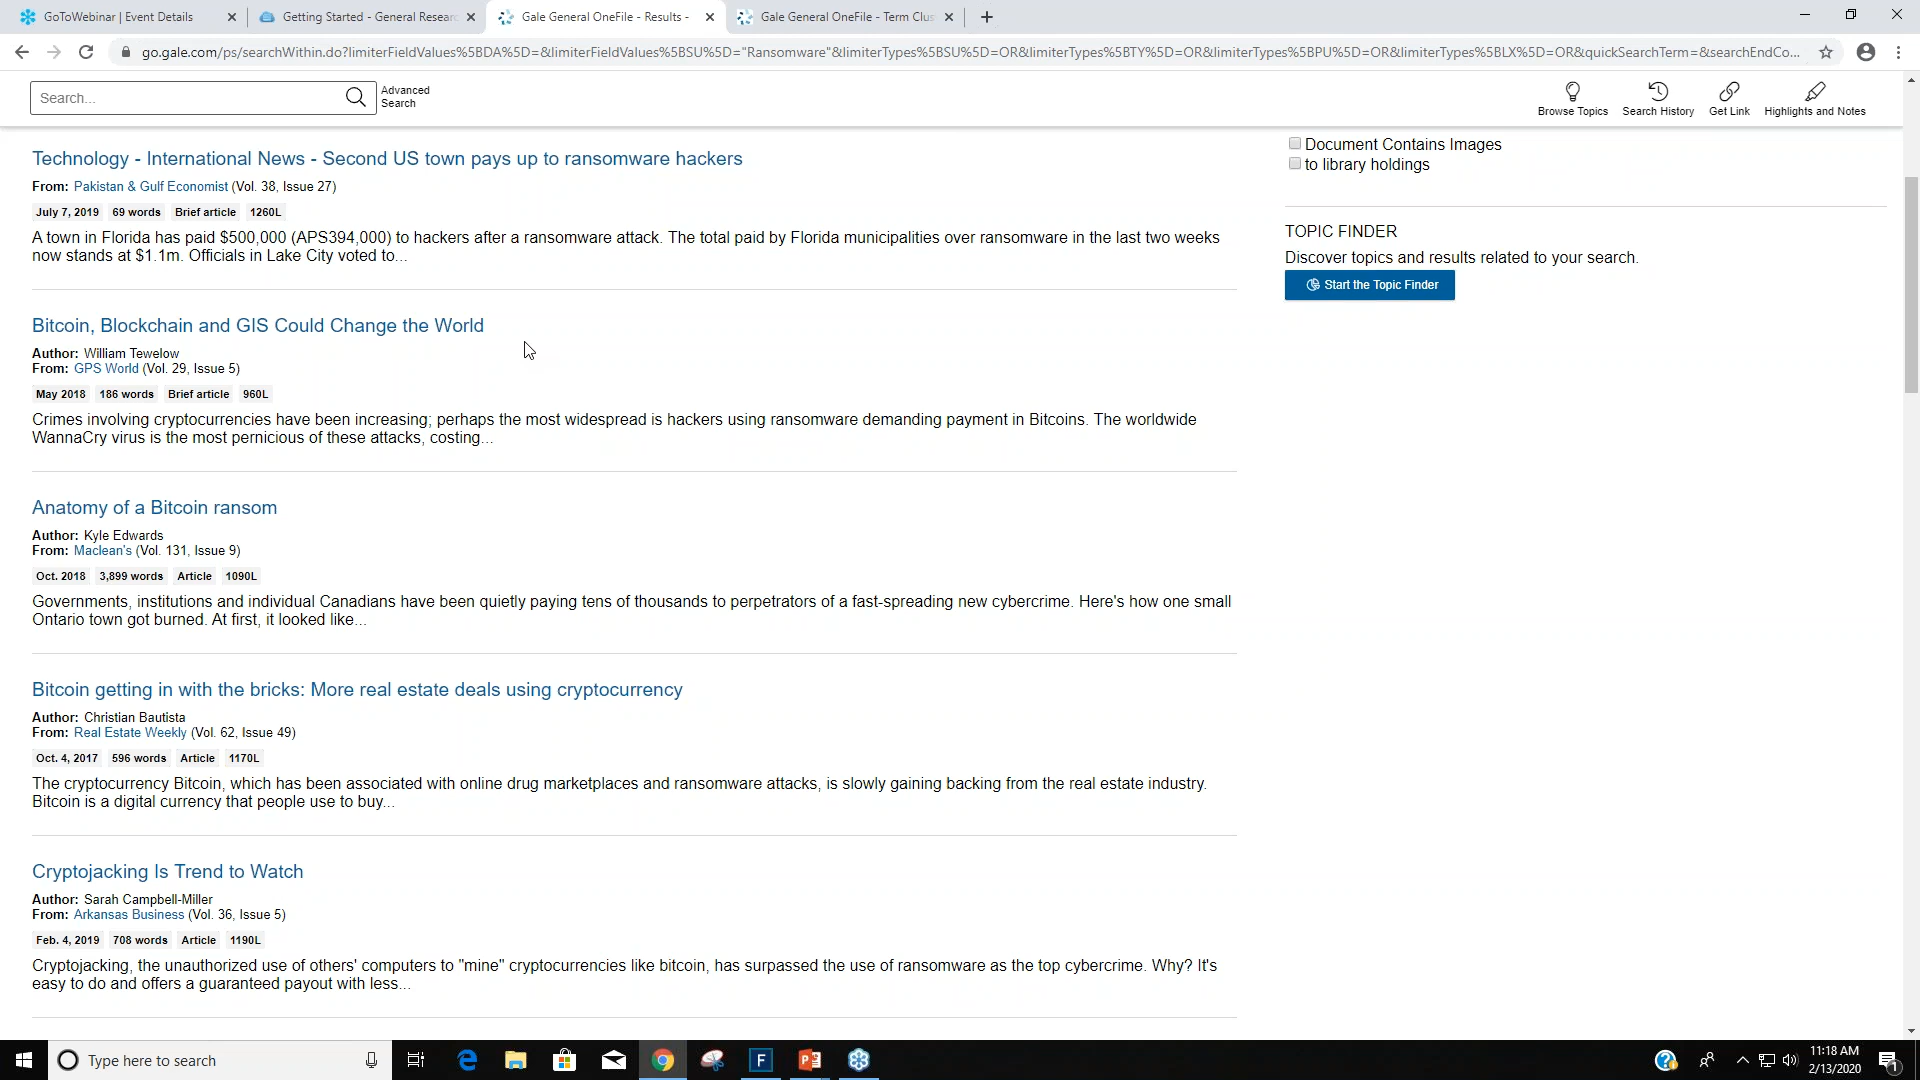 GoToWebinar | Event Details
Getting Started - General Resear
Gale General OneFile - Results -
Gale General OneFile - Term Clus
go.gale.com/ps/searchWithin.do?limiterFieldValues%5BDA%5D=&limiterFieldValues%5BSU%5D="Ransomware"&limiterTypes%5BSU%5D=OR&limiterTypes%5BTY%5D=OR&limiterTypes%5BPU%5D=OR&limiterTypes%5BLX%5D=OR&quickSearchTerm=&searchEndCo...
Search...
Advanced
Search
Browse Topics
Search History
Get Link
Highlights and Notes
Technology - International News - Second US town pays up to ransomware hackers
From: Pakistan & Gulf Economist (Vol. 38, Issue 27)
July 7, 2019 69 words Brief article 1260L
A town in Florida has paid $500,000 (APS394,000) to hackers after a ransomware attack. The total paid by Florida municipalities over ransomware in the last two weeks
now stands at $1.1m. Officials in Lake City voted to...
Bitcoin, Blockchain and GIS Could Change the World
Author: William Tewelow
From: GPS World (Vol. 29, Issue 5)
May 2018 186 words Brief article 960L
Crimes involving cryptocurrencies have been increasing; perhaps the most widespread is hackers using ransomware demanding payment in Bitcoins. The worldwide
WannaCry virus is the most pernicious of these attacks, costing...
Anatomy of a Bitcoin ransom
Author: Kyle Edwards
From: Maclean's (Vol. 131, Issue 9)
Oct. 2018 3,899 words Article 1090L
Governments, institutions and individual Canadians have been quietly paying tens of thousands to perpetrators of a fast-spreading new cybercrime. Here's how one small
Ontario town got burned. At first, it looked like...
Bitcoin getting in with the bricks: More real estate deals using cryptocurrency
Author: Christian Bautista
From: Real Estate Weekly (Vol. 62, Issue 49)
Oct. 4, 2017 596 words Article 1170L
The cryptocurrency Bitcoin, which has been associated with online drug marketplaces and ransomware attacks, is slowly gaining backing from the real estate industry.
Bitcoin is a digital currency that people use to buy...
Cryptojacking Is Trend to Watch
Author: Sarah Campbell-Miller
From: Arkansas Business (Vol. 36, Issue 5)
Feb. 4, 2019 708 words Article 1190L
Cryptojacking, the unauthorized use of others' computers to "mine" cryptocurrencies like bitcoin, has surpassed the use of ransomware as the top cybercrime. Why? It's
easy to do and offers a guaranteed payout with less...
Document Contains Images
to library holdings
TOPIC FINDER
Discover topics and results related to your search.
Start the Topic Finder
Type here to search
F
11:18 AM
2/13/2020
1